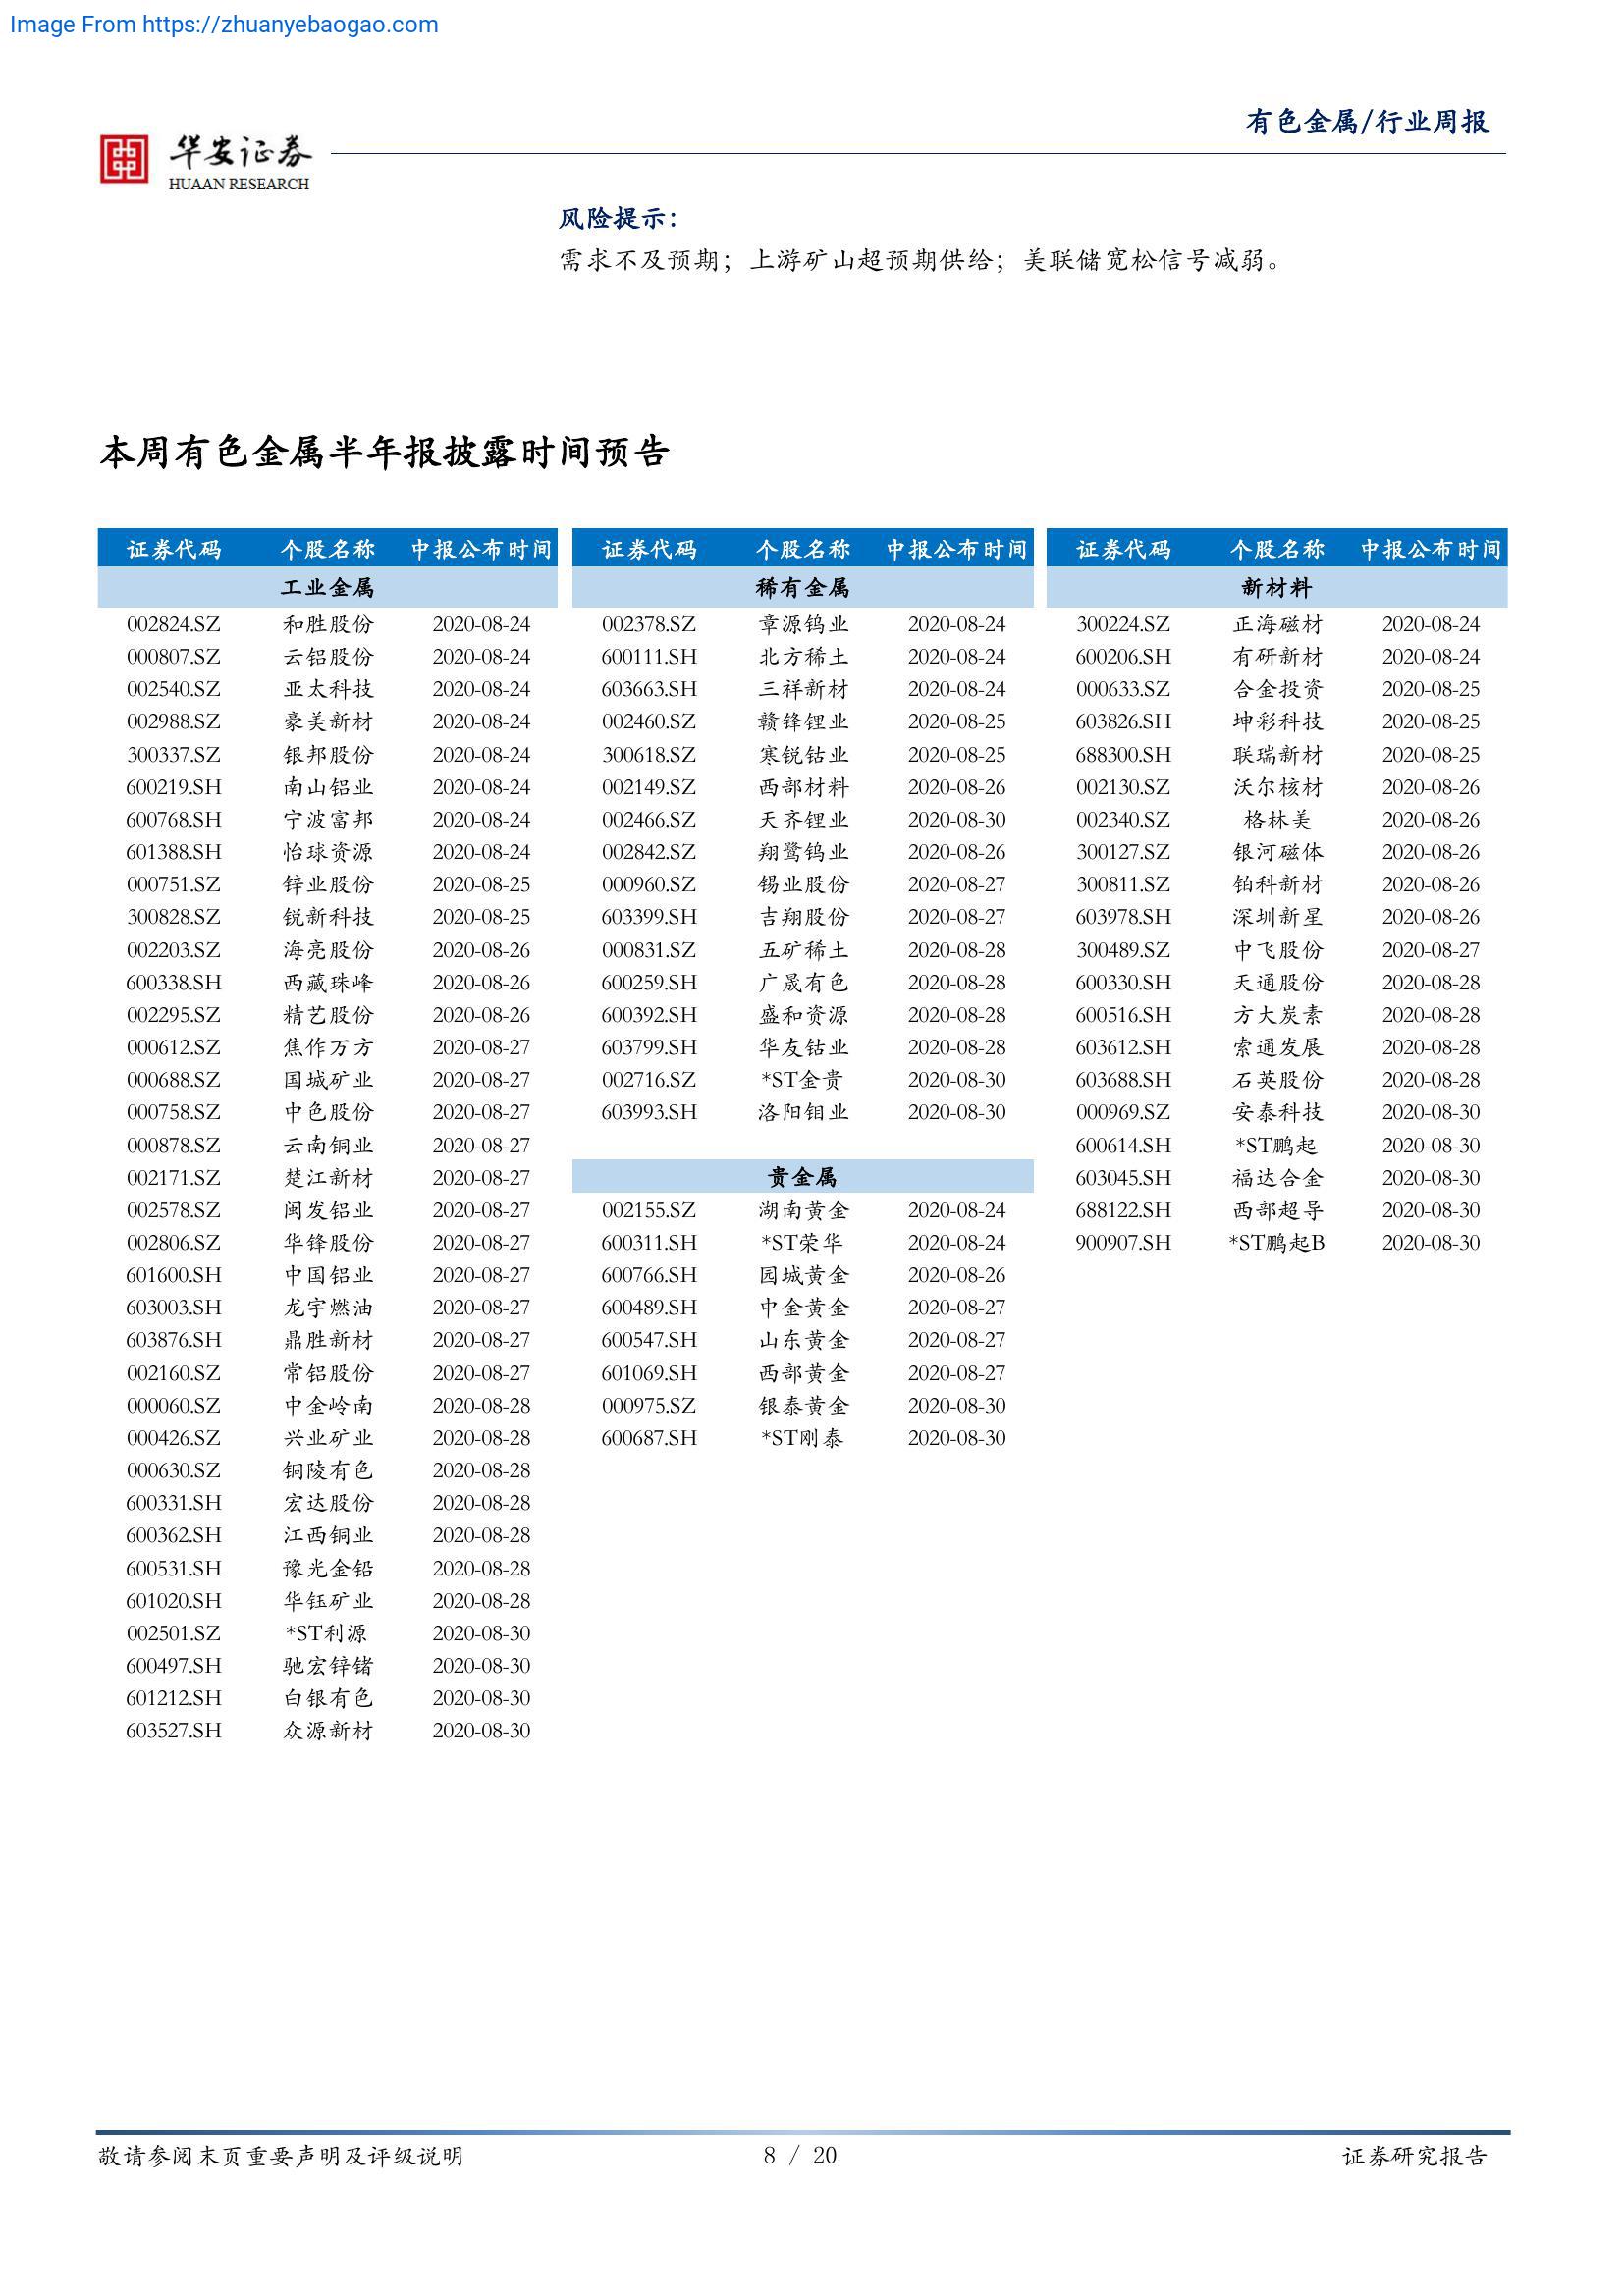 Image From https://zhuanyebaogao.com
有色金属/行业周报
华安证券
HUAAN RESEARCH
风险提示：
需求不及预期；上游矿山超预期供给；美联储宽松信号减弱。
本周有色金属半年报披露时间预告
证券代码 个股名称 中报公布时间 证券代码 个股名称 中报公布时间 证券代码 个股名称 中报公布时间
工业金属 稀有金属 新材料
002824.SZ 和胜股份 2020-08-24 002378.SZ 章源钨业 2020-08-24 300224.SZ 正海磁材 2020-08-24
000807.SZ 云铝股份 2020-08-24 600111.SH 北方稀土 2020-08-24 600206.SH 有研新材 2020-08-24
002540.SZ 亚太科技 2020-08-24 603663.SH 三祥新材 2020-08-24 000633.SZ 合金投资 2020-08-25
002988.SZ 豪美新材 2020-08-24 002460.SZ 赣锋锂业 2020-08-25 603826.SH 坤彩科技 2020-08-25
300337.SZ 银邦股份 2020-08-24 300618.SZ 寒锐钴业 2020-08-25 688300.SH 联瑞新材 2020-08-25
600219.SH 南山铝业 2020-08-24 002149.SZ 西部材料 2020-08-26 002130.SZ 沃尔核材 2020-08-26
600768.SH 宁波富邦 2020-08-24 002466.SZ 天齐锂业 2020-08-30 002340.SZ 格林美 2020-08-26
601388.SH 怡球资源 2020-08-24 002842.SZ 翔鹭钨业 2020-08-26 300127.SZ 银河磁体 2020-08-26
000751.SZ 锌业股份 2020-08-25 000960.SZ 锡业股份 2020-08-27 300811.SZ 铂科新材 2020-08-26
300828.SZ 锐新科技 2020-08-25 603399.SH 吉翔股份 2020-08-27 603978.SH 深圳新星 2020-08-26
002203.SZ 海亮股份 2020-08-26 000831.SZ 五矿稀土 2020-08-28 300489.SZ 中飞股份 2020-08-27
600338.SH 西藏珠峰 2020-08-26 600259.SH 广晟有色 2020-08-28 600330.SH 天通股份 2020-08-28
002295.SZ 精艺股份 2020-08-26 600392.SH 盛和资源 2020-08-28 600516.SH 方大炭素 2020-08-28
000612.SZ 焦作万方 2020-08-27 603799.SH 华友钴业 2020-08-28 603612.SH 索通发展 2020-08-28
000688.SZ 国城矿业 2020-08-27 002716.SZ *ST金贵 2020-08-30 603688.SH 石英股份 2020-08-28
000758.SZ 中色股份 2020-08-27 603993.SH 洛阳钼业 2020-08-30 000969.SZ 安泰科技 2020-08-30
000878.SZ 云南铜业 2020-08-27 600614.SH *ST鹏起 2020-08-30
002171.SZ 楚江新材 2020-08-27 贵金属 603045.SH 福达合金 2020-08-30
002578.SZ 闽发铝业 2020-08-27 002155.SZ 湖南黄金 2020-08-24 688122.SH 西部超导 2020-08-30
002806.SZ 华锋股份 2020-08-27 600311.SH *ST荣华 2020-08-24 900907.SH *ST鹏起B 2020-08-30
601600.SH 中国铝业 2020-08-27 600766.SH 园城黄金 2020-08-26
603003.SH 龙宇燃油 2020-08-27 600489.SH 中金黄金 2020-08-27
603876.SH 鼎胜新材 2020-08-27 600547.SH 山东黄金 2020-08-27
002160.SZ 常铝股份 2020-08-27 601069.SH 西部黄金 2020-08-27
000060.SZ 中金岭南 2020-08-28 000975.SZ 银泰黄金 2020-08-30
000426.SZ 兴业矿业 2020-08-28 600687.SH *ST刚泰 2020-08-30
000630.SZ 铜陵有色 2020-08-28
600331.SH 宏达股份 2020-08-28
600362.SH 江西铜业 2020-08-28
600531.SH 豫光金铅 2020-08-28
601020.SH 华钰矿业 2020-08-28
002501.SZ *ST利源 2020-08-30
600497.SH 驰宏锌锗 2020-08-30
601212.SH 白银有色 2020-08-30
603527.SH 众源新材 2020-08-30
敬请参阅末页重要声明及评级说明 8 / 20 证券研究报告